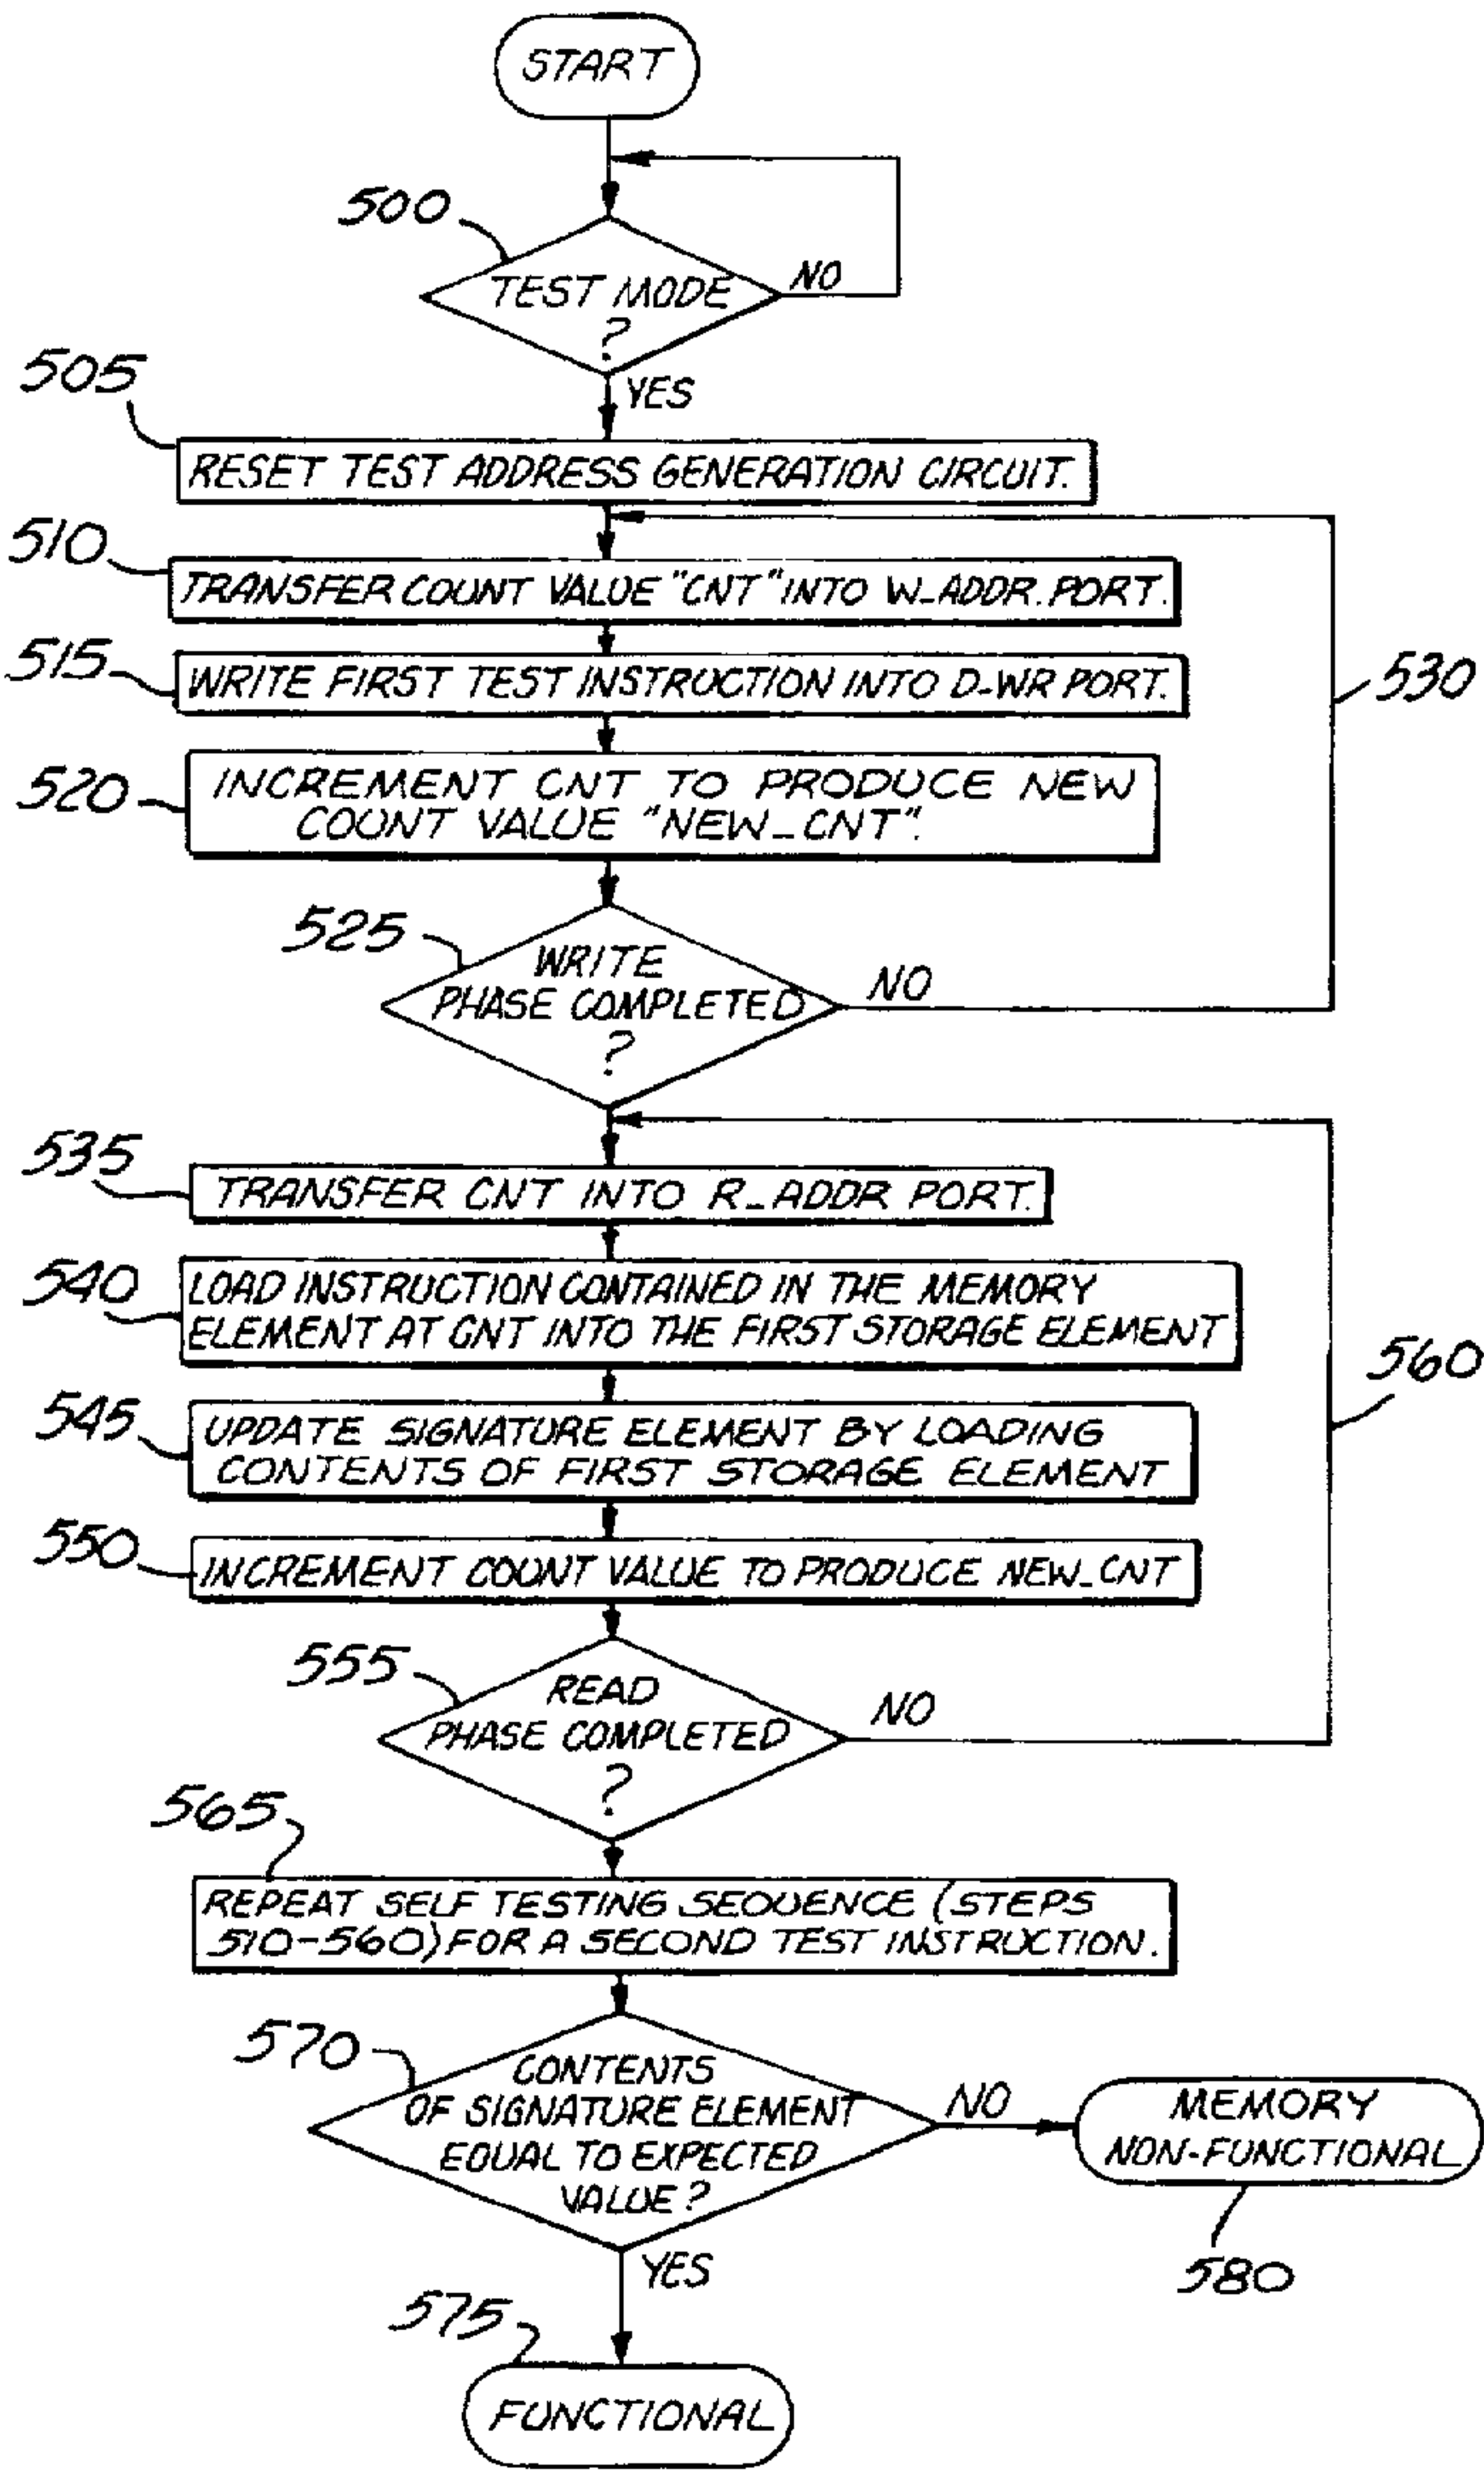 START
500
TEST MODE
?
NO
YES
505
RESET TEST ADDRESS GENERATION CIRCUIT.
510
TRANSFER COUNT VALUE "CNT" INTO W_ADDR. PORT.
515
WRITE FIRST TEST INSTRUCTION INTO D-WR PORT.
530
520
INCREMENT CNT TO PRODUCE NEW
COUNT VALUE "NEW_CNT".
525
WRITE
PHASE COMPLETED
?
NO
535
TRANSFER CNT INTO R_ADDR PORT.
540
LOAD INSTRUCTION CONTAINED IN THE MEMORY
ELEMENT AT CNT INTO THE FIRST STORAGE ELEMENT
560
545
UPDATE SIGNATURE ELEMENT BY LOADING
CONTENTS OF FIRST STORAGE ELEMENT
550
INCREMENT COUNT VALUE TO PRODUCE NEW_CNT
555
READ
PHASE COMPLETED
?
NO
565
REPEAT SELF TESTING SEQUENCE (STEPS
510-560) FOR A SECOND TEST INSTRUCTION.
570
CONTENTS
OF SIGNATURE ELEMENT
EQUAL TO EXPECTED
VALUE?
NO
MEMORY
NON-FUNCTIONAL
580
YES
575
FUNCTIONAL